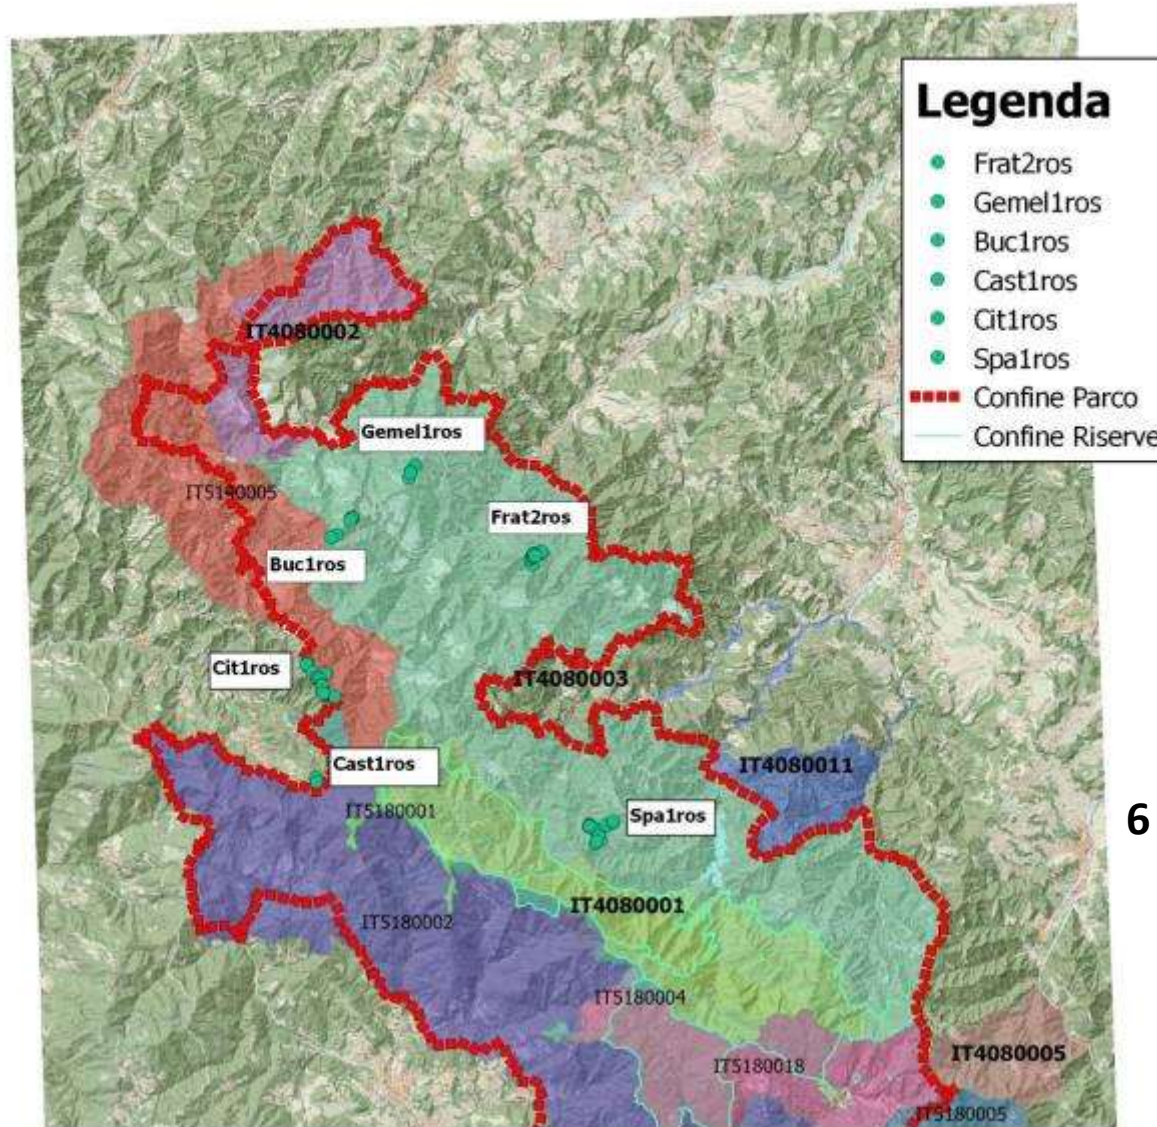 Legenda
Frat2ros
Gemel1ros
Buc1ros
Cast1ros
Cit1ros
Spa1ros
Confine Parco
Confine Riserve
IT4080002
Gemel1ros
IT5140005
Frat2ros
Buc1ros
Cit1ros
IT4080003
Cast1ros
IT4080011
IT5180001
Spa1ros
6
IT4080001
IT5180002
IT5180004
IT4080005
IT5180018
IT5180005